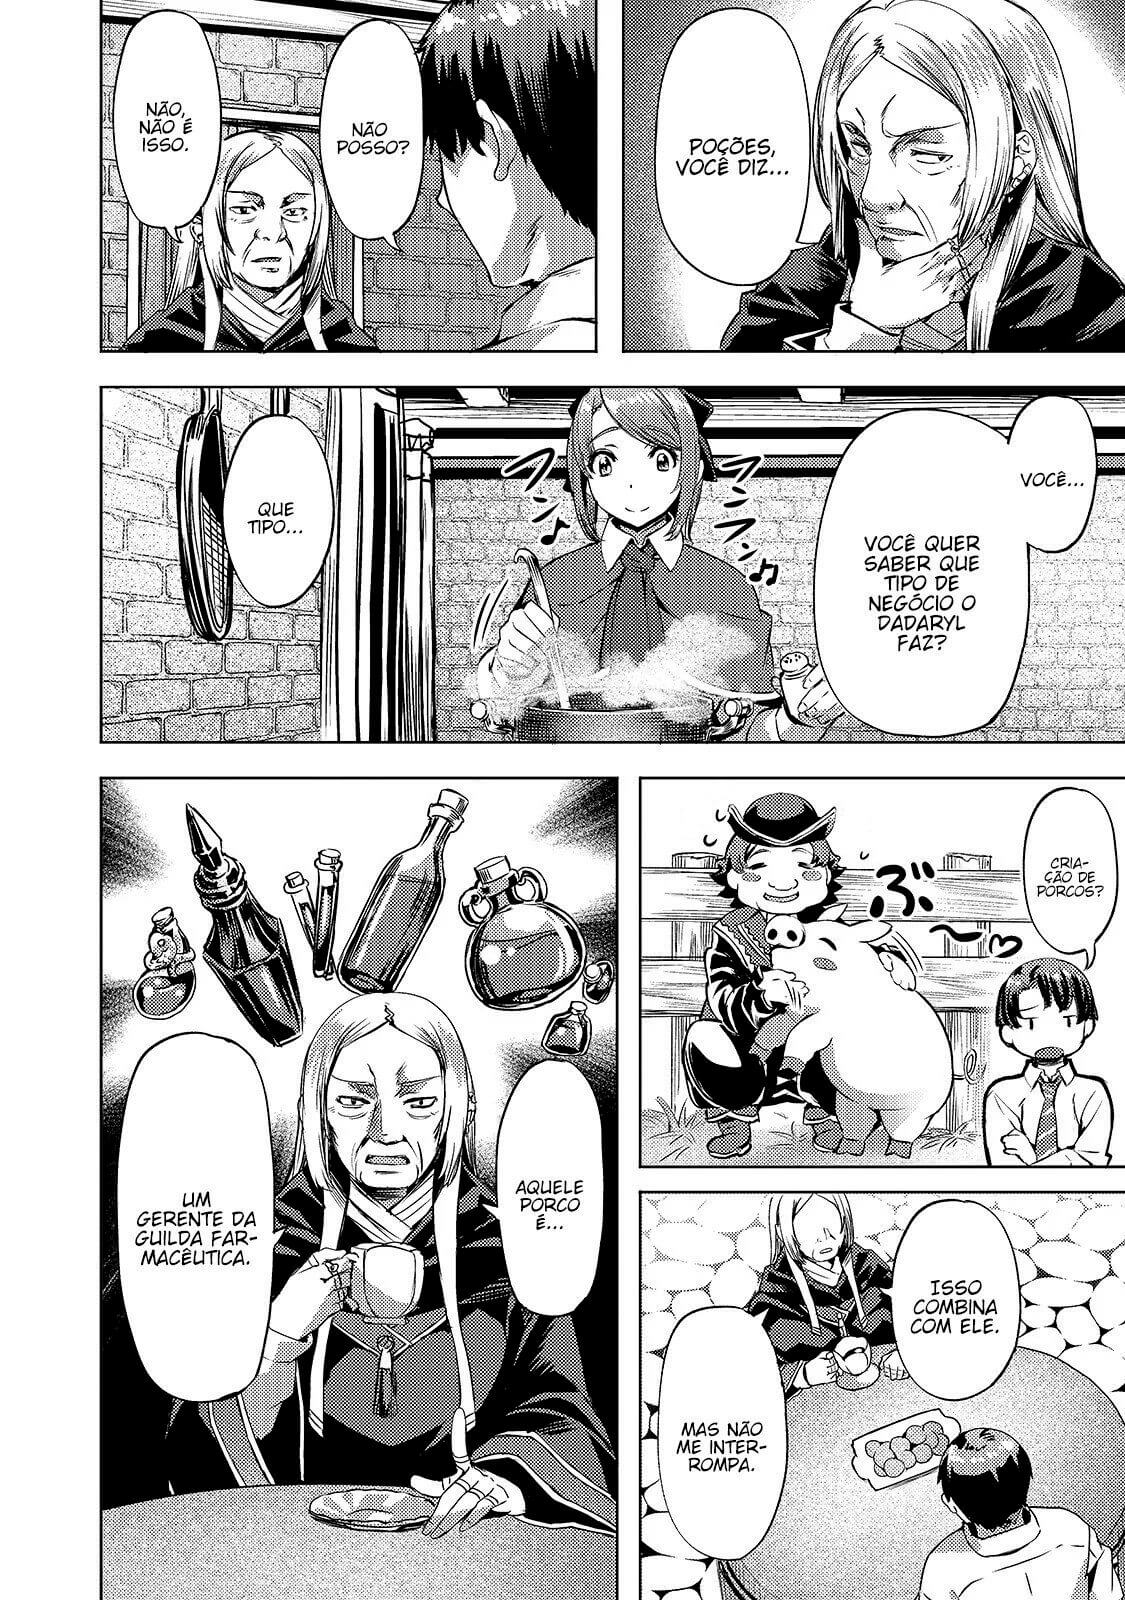 POÇÕES,
VOCÊ DIZ...
NÃO
POSSO?
NÃO,
NÃO É
ISSO.
VOCÊ...
VOCÊ QUER
SABER QUE
TIPO DE
NEGÓCIO O
DADARYL
FAZ?
QUE
TIPO...
CRIA-
ÇÃO DE
PORCOS?
ぶ
ISSO
COMBINA
COM ELE.
MAS NÃO
ME INTER-
ROMPA.
AQUELE
PORCO
É...
UM
GERENTE DA
GUILDA FAR-
MACÊUTICA.